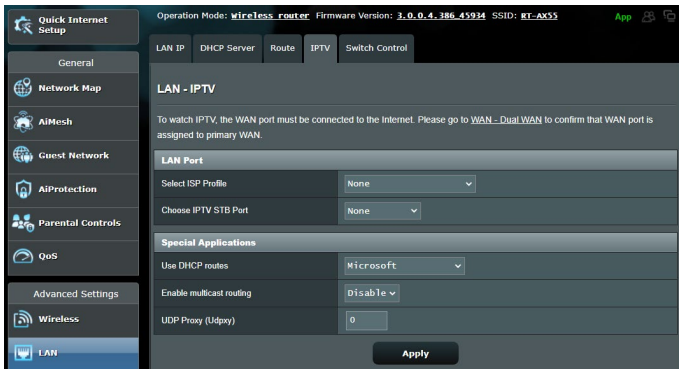 Quick Internet
Setup
Operation Mode: Wireless router Firmware Version: 3.0.0.4.386_45934 SSID: RT-AX55
App
LAN IP DHCP Server Route IPTV Switch Control
General
Network Map
LAN - IPTV
AiMesh
To watch IPTV, the WAN port must be connected to the Internet. Please go to WAN - Dual WAN to confirm that WAN port is
assigned to primary WAN.
Guest Network
LAN Port
AiProtection
Select ISP Profile None
Choose IPTV STB Port None
Parental Controls
Special Applications
QoS
Use DHCP routes Microsoft
Advanced Settings
Enable multicast routing Disable
Wireless
UDP Proxy (Udpxy) 0
LAN
Apply